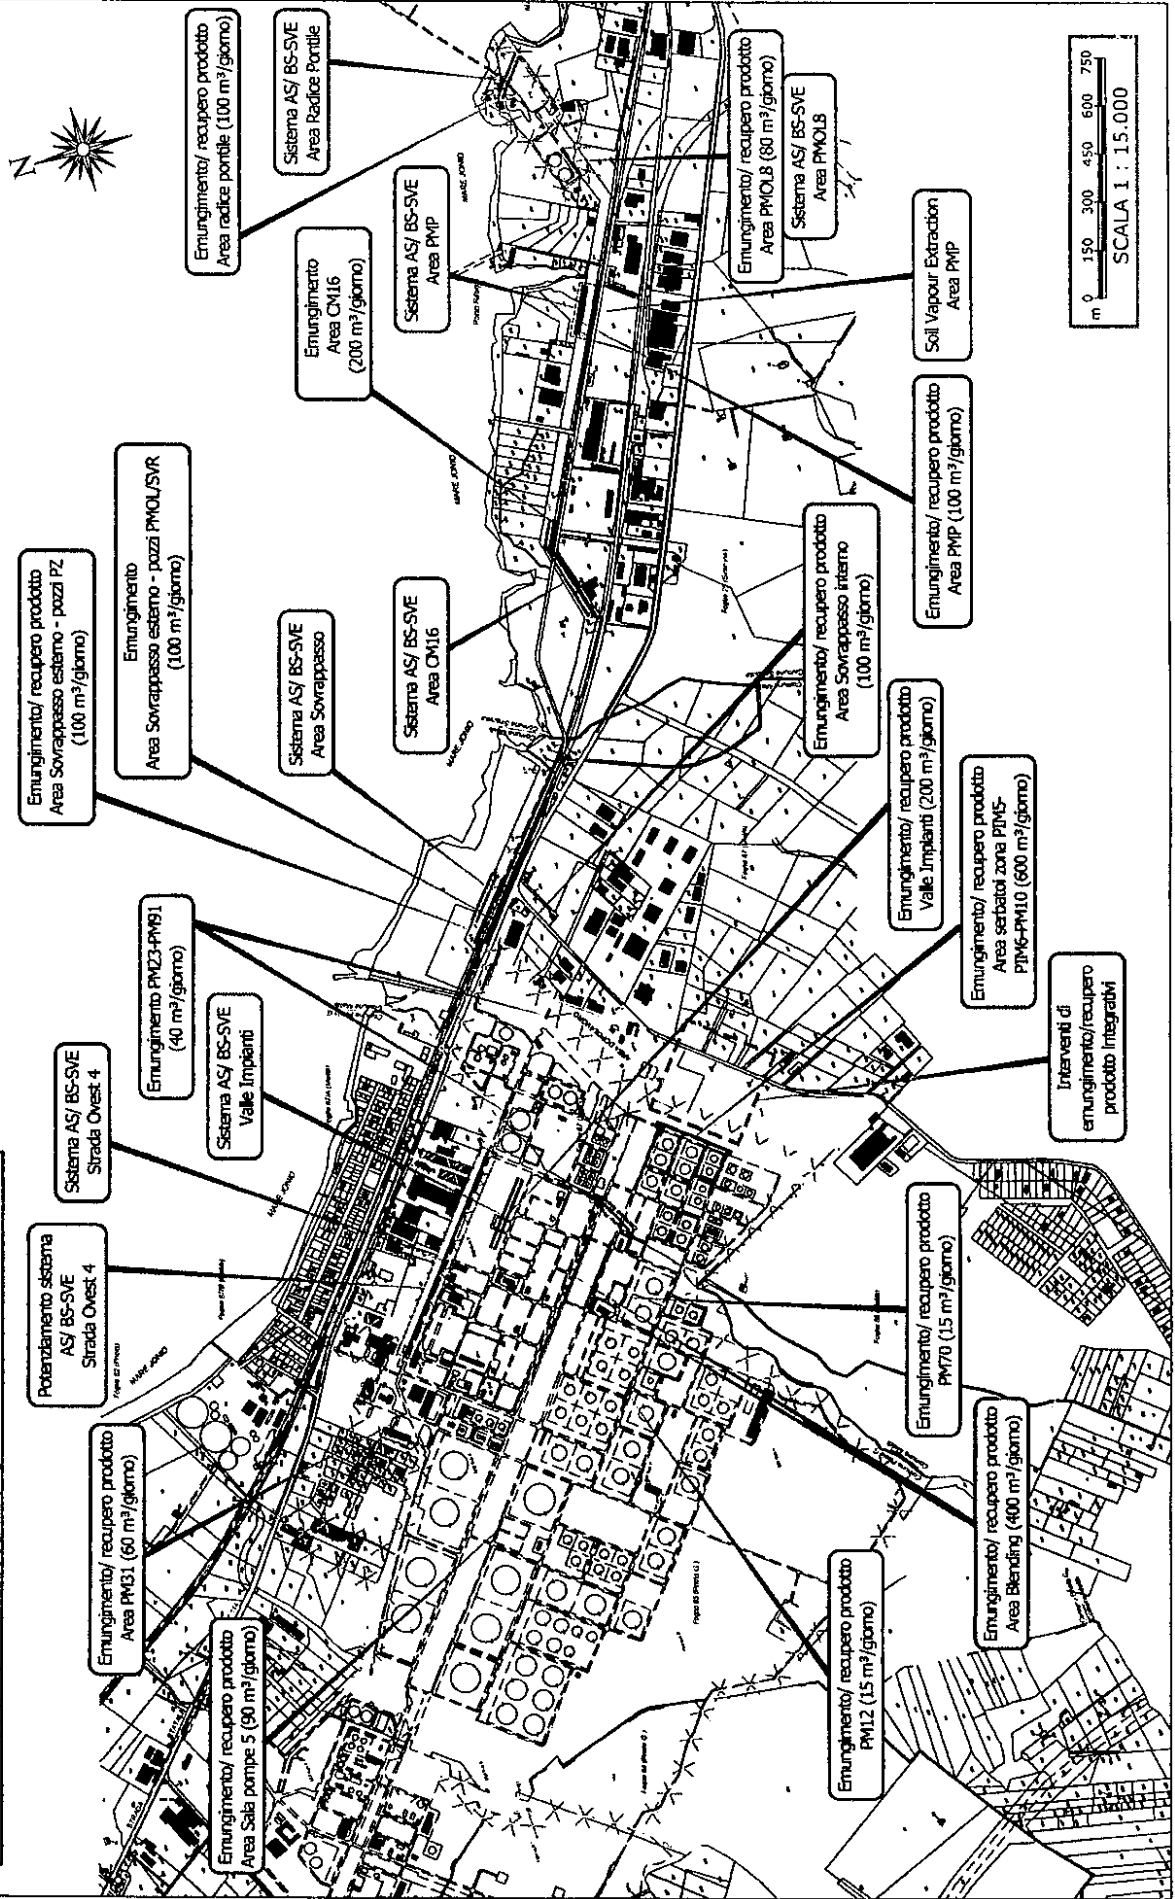 N
Emungimento/ recupero prodotto
Area radice pontile (100 m³/giorno)
Sistema AS/ BS-SVE
Area Radice Pontile
Emungimento
Area CM16
(200 m³/giorno)
Sistema AS/ BS-SVE
Area PMP
Emungimento/ recupero prodotto
Area PMOL8 (80 m³/giorno)
Sistema AS/ BS-SVE
Area PMOL8
Soil Vapour Extraction
Area PMP
Emungimento/ recupero prodotto
Area PMP (100 m³/giorno)
m 0 150 300 450 600 750
SCALA 1 : 15.000
Emungimento/ recupero prodotto
Area Sovrappasso esterno - pozzi PZ
(100 m³/giorno)
Emungimento
Area Sovrappasso esterno - pozzi PMOL/SVR
(100 m³/giorno)
Sistema AS/ BS-SVE
Area Sovrappasso
Sistema AS/ BS-SVE
Area CM16
Emungimento/ recupero prodotto
Area Sovrappasso interno
(100 m³/giorno)
Emungimento/ recupero prodotto
Valle Impianti (200 m³/giorno)
Emungimento/ recupero prodotto
Area serbatoi zona PIM5-
PIM6-PM10 (600 m³/giorno)
Interventi di
emungimento/recupero
prodotto Integrativi
Emungimento PM23-PM91
(40 m³/giorno)
Sistema AS/ BS-SVE
Valle Impianti
Sistema AS/ BS-SVE
Strada Ovest 4
Potenziamento sistema
AS/ BS-SVE
Strada Ovest 4
Emungimento/ recupero prodotto
Area PM31 (60 m³/giorno)
Emungimento/ recupero prodotto
Area Sala pompe 5 (90 m³/giorno)
Emungimento/ recupero prodotto
PM70 (15 m³/giorno)
Emungimento/ recupero prodotto
Area Blending (400 m³/giorno)
Emungimento/ recupero prodotto
PM12 (15 m³/giorno)
MARE JONIO
MARE JONIO
MARE JONIO
MARE JONIO
MARE JONIO